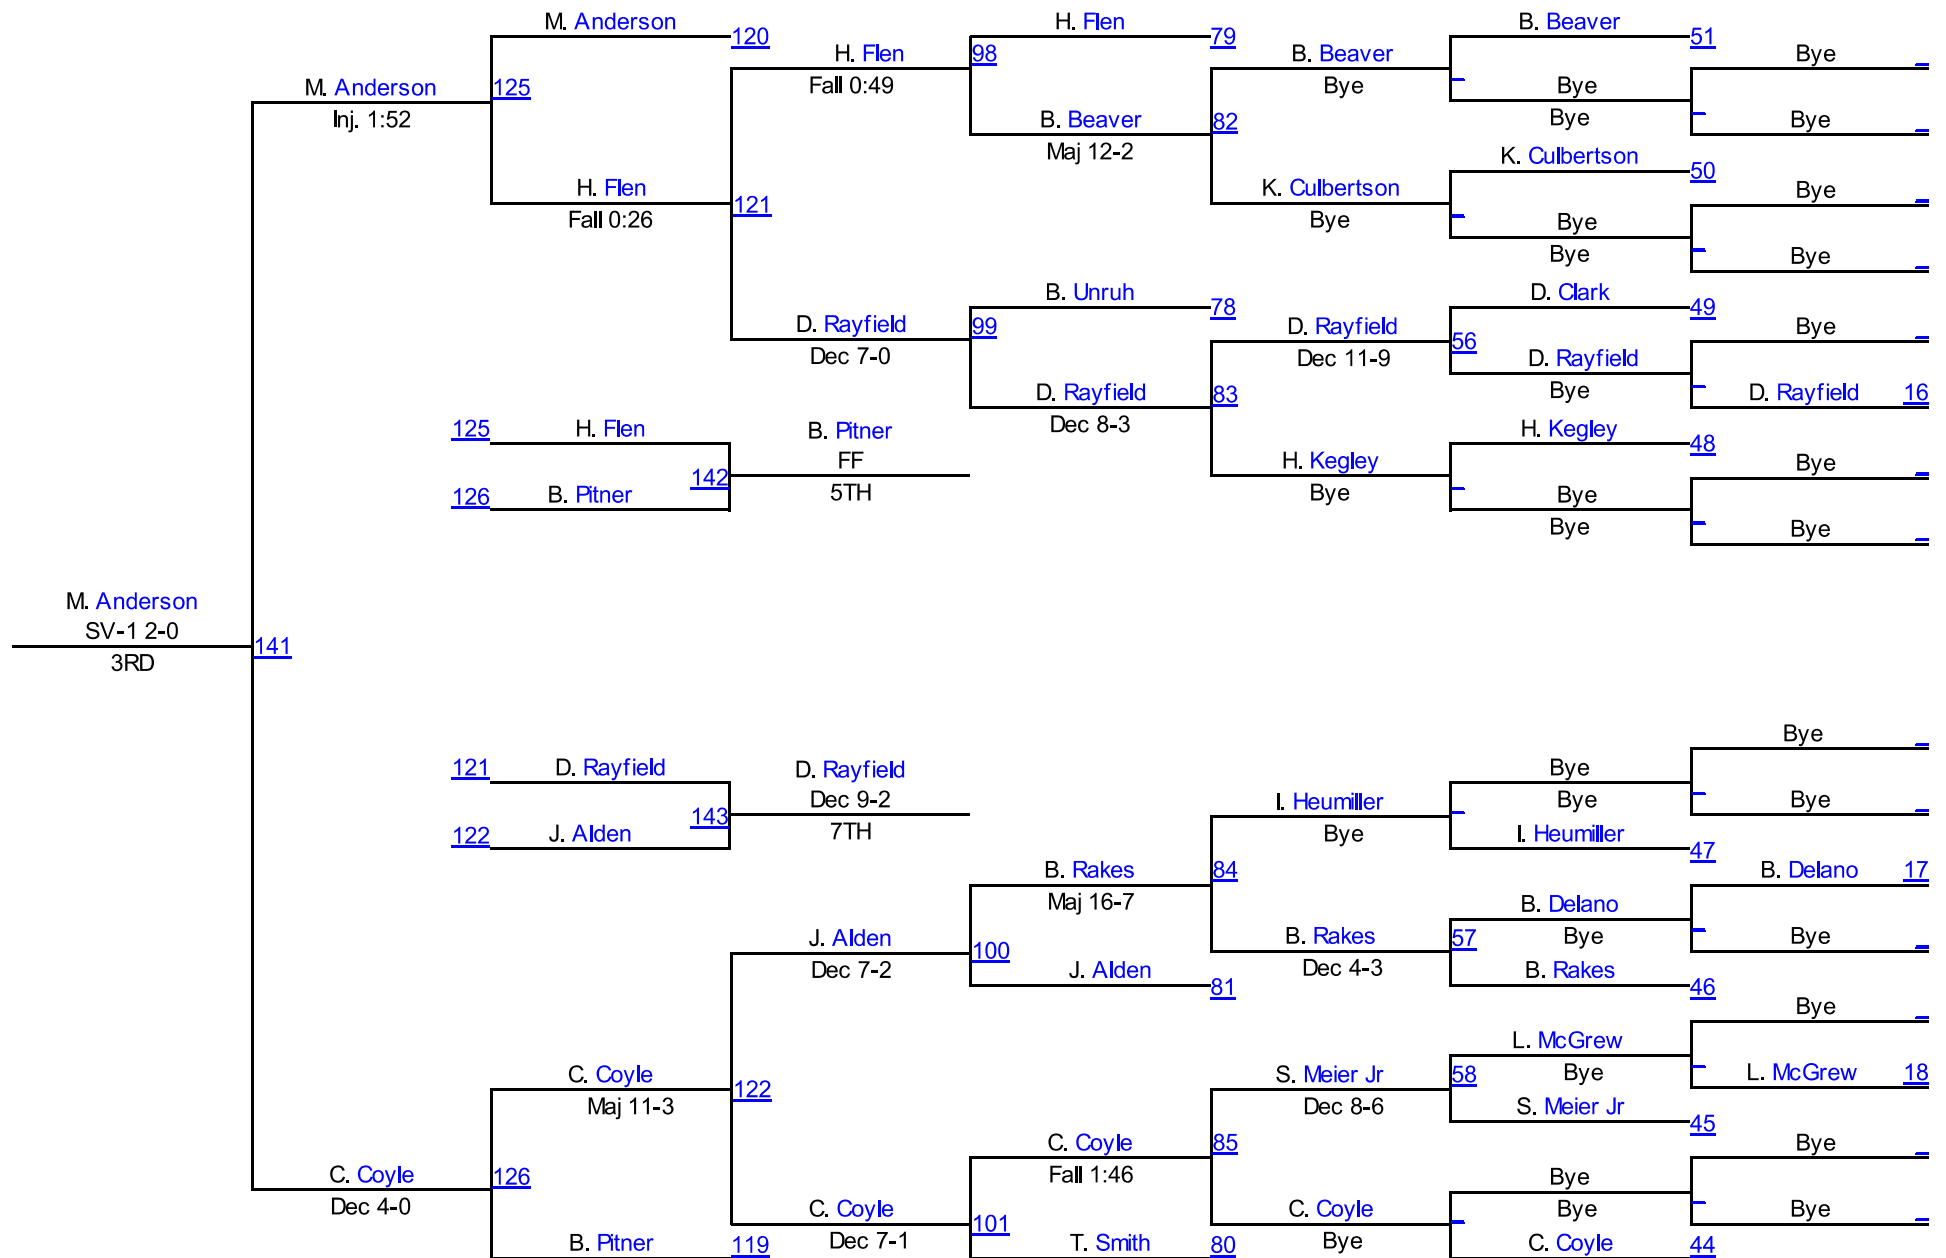 M. Anderson
120
H. Flen
79
B. Beaver
51
Bye
H. Flen
98
Fall 0:49
B. Beaver
Bye
Bye
Bye
M. Anderson
125
Inj. 1:52
B. Beaver
82
Maj 12-2
Bye
Bye
K. Culbertson
50
H. Flen
121
Fall 0:26
K. Culbertson
Bye
Bye
Bye
Bye
Bye
B. Unruh
78
D. Clark
49
D. Rayfield
99
Dec 7-0
D. Rayfield
Dec 11-9
56
Bye
D. Rayfield
Bye
D. Rayfield
83
Dec 8-3
D. Rayfield
16
125
H. Flen
B. Pitner
FF
5TH
142
126
B. Pitner
H. Kegley
48
H. Kegley
Bye
Bye
Bye
Bye
Bye
M. Anderson
SV-1 2-0
3RD
141
Bye
121
D. Rayfield
D. Rayfield
Dec 9-2
7TH
143
122
J. Alden
I. Heumiller
Bye
Bye
Bye
Bye
I. Heumiller
47
B. Rakes
84
Maj 16-7
B. Delano
17
B. Delano
Bye
J. Alden
100
Dec 7-2
B. Rakes
57
Dec 4-3
Bye
J. Alden
81
B. Rakes
46
Bye
L. McGrew
Bye
C. Coyle
122
Maj 11-3
S. Meier Jr
58
Dec 8-6
L. McGrew
18
S. Meier Jr
45
C. Coyle
85
Fall 1:46
Bye
C. Coyle
126
Dec 4-0
Bye
Bye
C. Coyle
101
Dec 7-1
C. Coyle
Bye
Bye
B. Pitner
119
T. Smith
80
C. Coyle
44